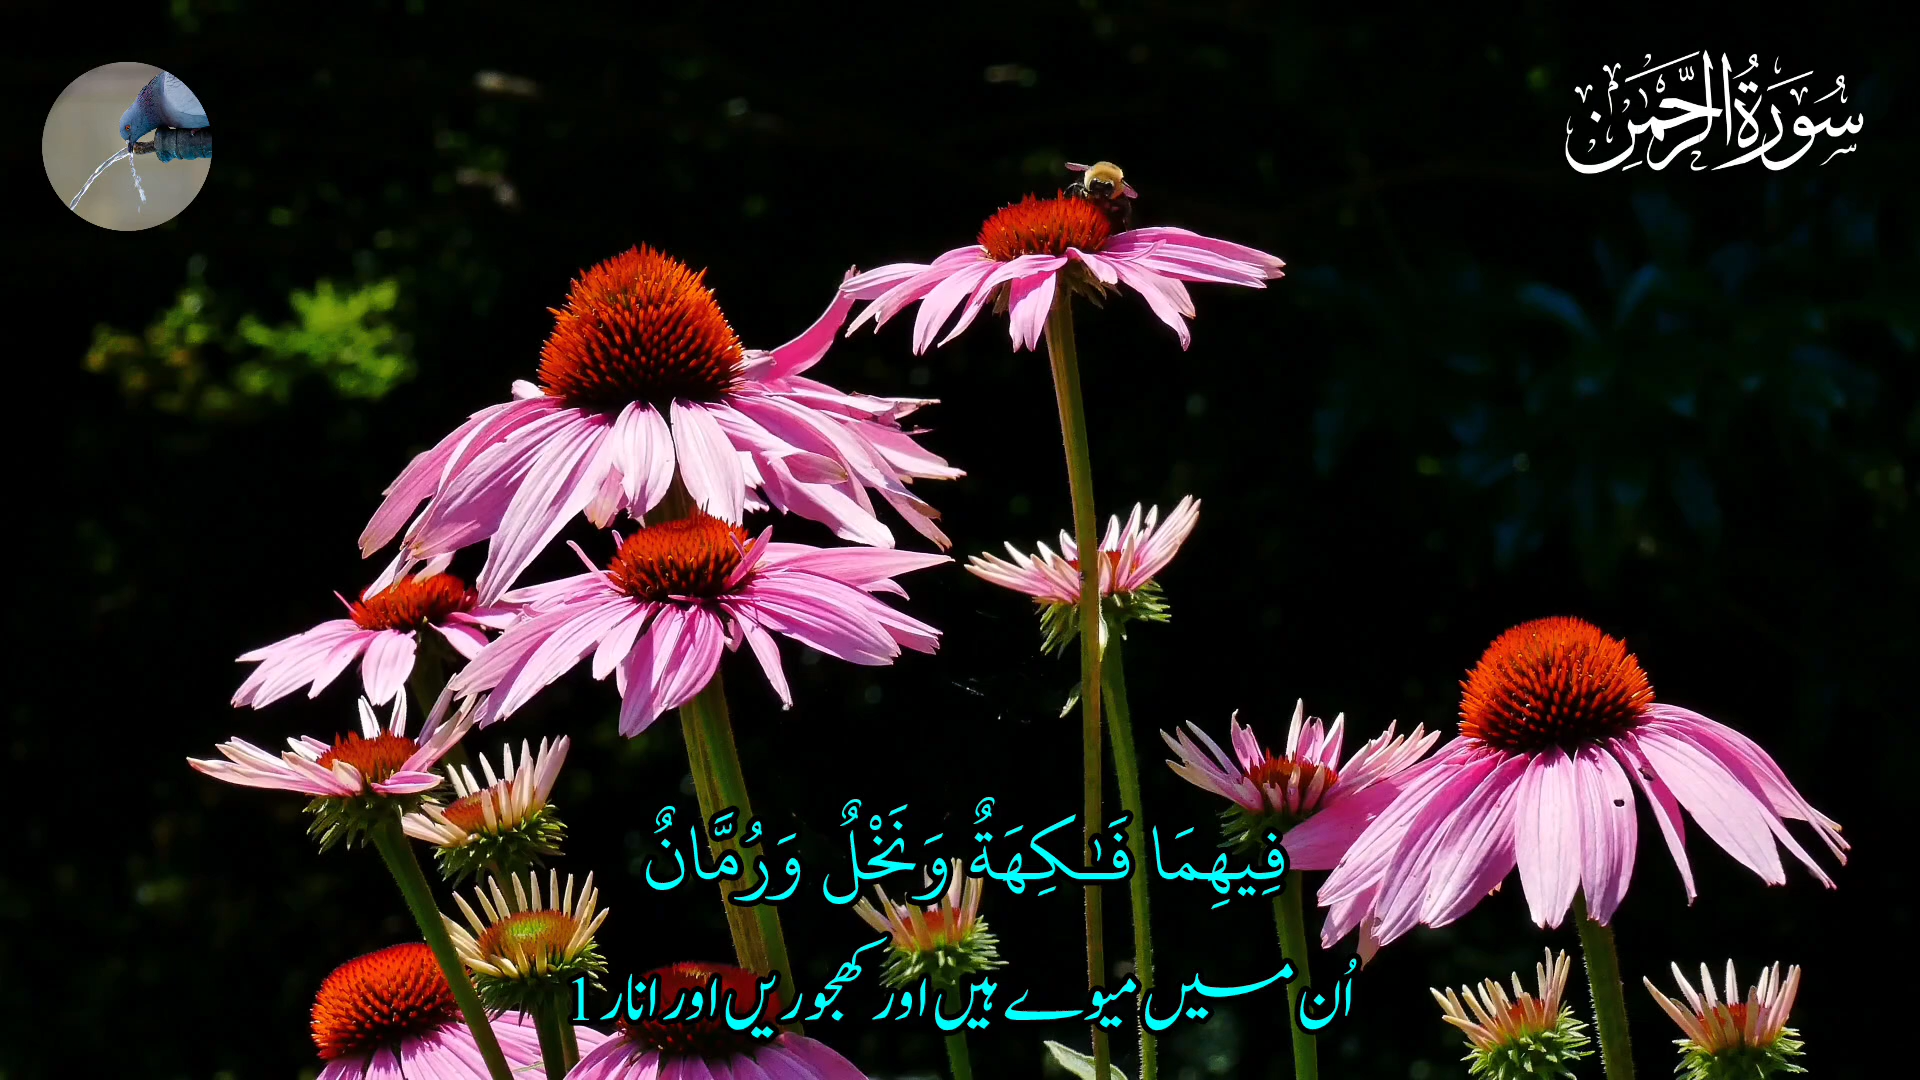 سُورَةُ الرَّحْمٰن
فِيهِمَا فَـٰكِهَةٌ وَنَخْلٌ وَرُمَّانٌ
اُن میں میوے ہیں اور کھجوریں اور انار 1